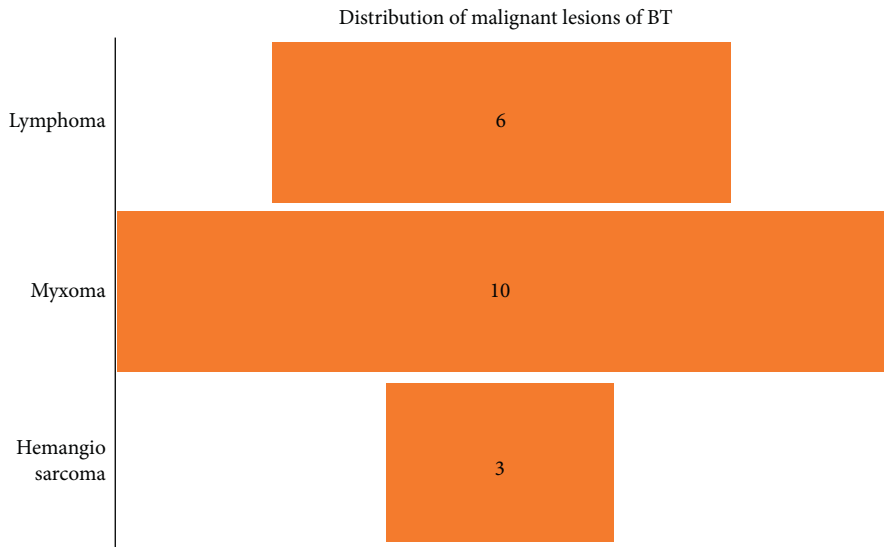 Distribution of malignant lesions of BT
Lymphoma
6
Myxoma
10
Hemangio
sarcoma
3